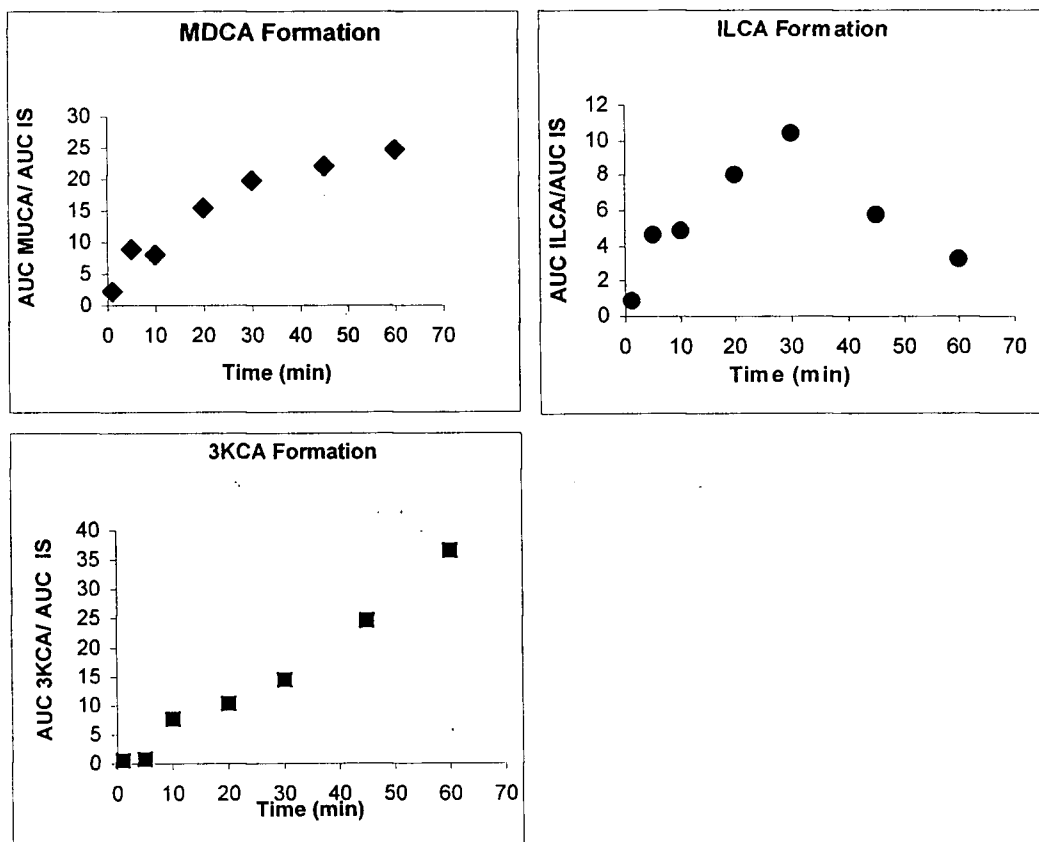 MDCA Formation
AUC MUCA/ AUC IS
30
25
20
15
10
5
0
0 10 20 30 40 50 60 70
Time (min)
ILCA Formation
AUC ILCA/AUC IS
12
10
8
6
4
2
0
0 10 20 30 40 50 60 70
Time (min)
3KCA Formation
AUC 3KCA/ AUC IS
40
35
30
25
20
15
10
5
0
0 10 20 30 40 50 60 70
Time (min)